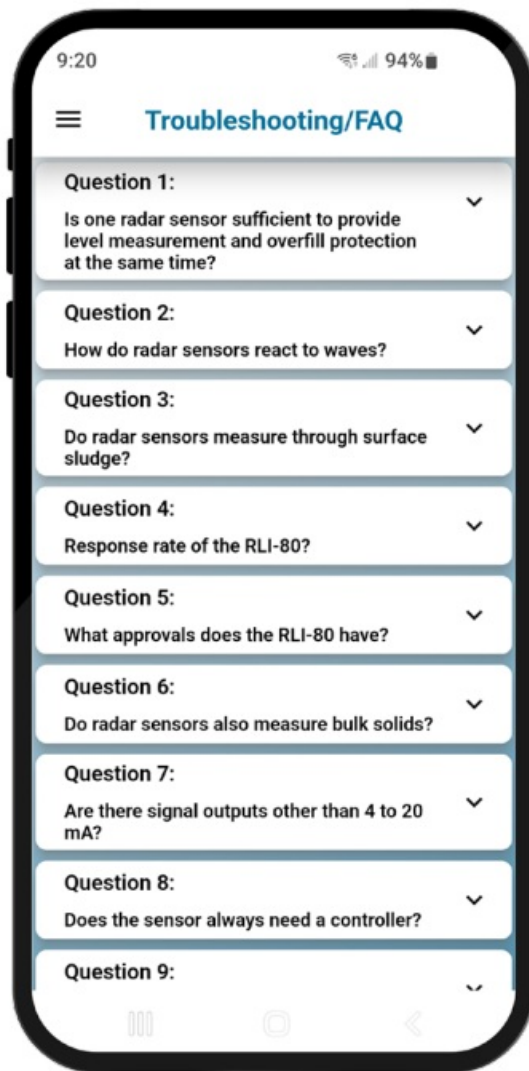 9:20
94%
Troubleshooting/FAQ
Question 1:
Is one radar sensor sufficient to provide
level measurement and overfill protection
at the same time?
Question 2:
How do radar sensors react to waves?
Question 3:
Do radar sensors measure through surface
sludge?
Question 4:
Response rate of the RLI-80?
Question 5:
What approvals does the RLI-80 have?
Question 6:
Do radar sensors also measure bulk solids?
Question 7:
Are there signal outputs other than 4 to 20
mA?
Question 8:
Does the sensor always need a controller?
Question 9: